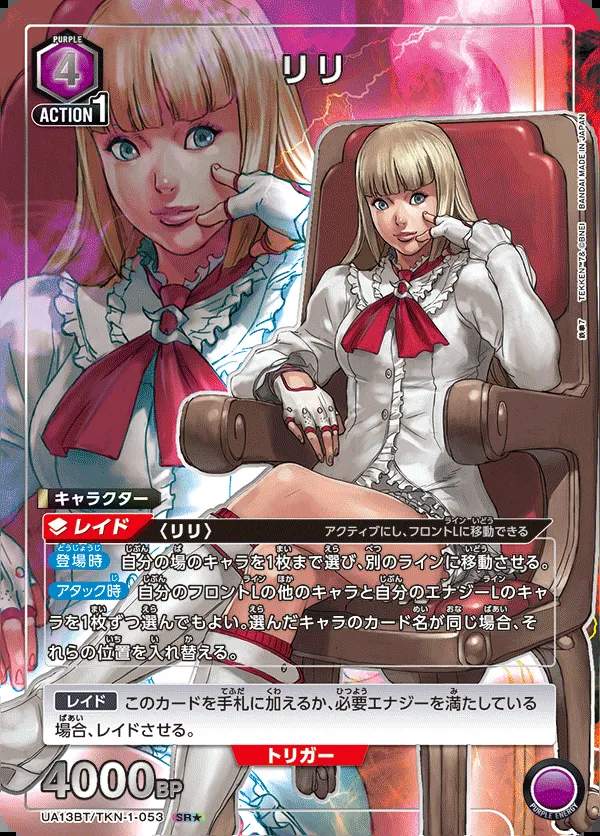 PURPLE
4
ACTION 1
リリ
鉄●7 TEKKEN™7& ©BNEI BANDAI MADE IN JAPAN
キャラクター
レイド 〈リリ〉 アクティブにし、フロントLに移動できる
登場時 自分の場のキャラを1枚まで選び、別のラインに移動させる。
アタック時 自分のフロントLの他のキャラと自分のエナジーLのキャ
ラを1枚ずつ選んでもよい。選んだキャラのカード名が同じ場合、そ
れらの位置を入れ替える。
レイド このカードを手札に加えるか、必要エナジーを満たしている
場合、レイドさせる。
トリガー
4000BP
UA13BT/TKN-1-053 SR★
PURPLE ENERGY